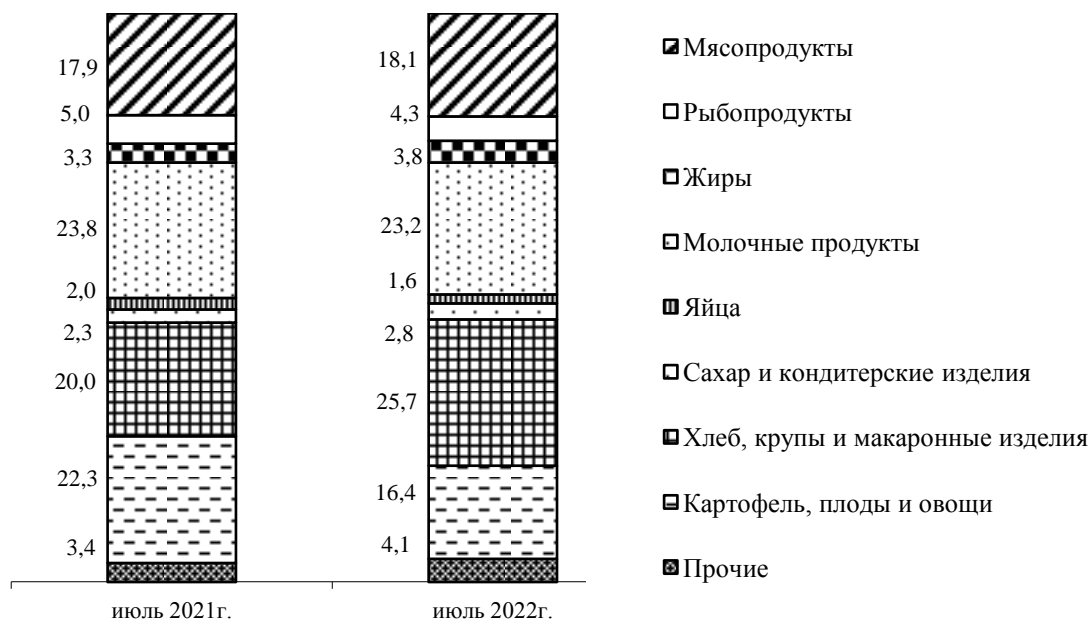 17,9
5,0
3,3
23,8
2,0
2,3
20,0
22,3
3,4
18,1
4,3
3,8
23,2
1,6
2,8
25,7
16,4
4,1
июль 2021г.
июль 2022г.
Мясопродукты
Рыбопродукты
Жиры
Молочные продукты
Яйца
Сахар и кондитерские изделия
Хлеб, крупы и макаронные изделия
Картофель, плоды и овощи
Прочие